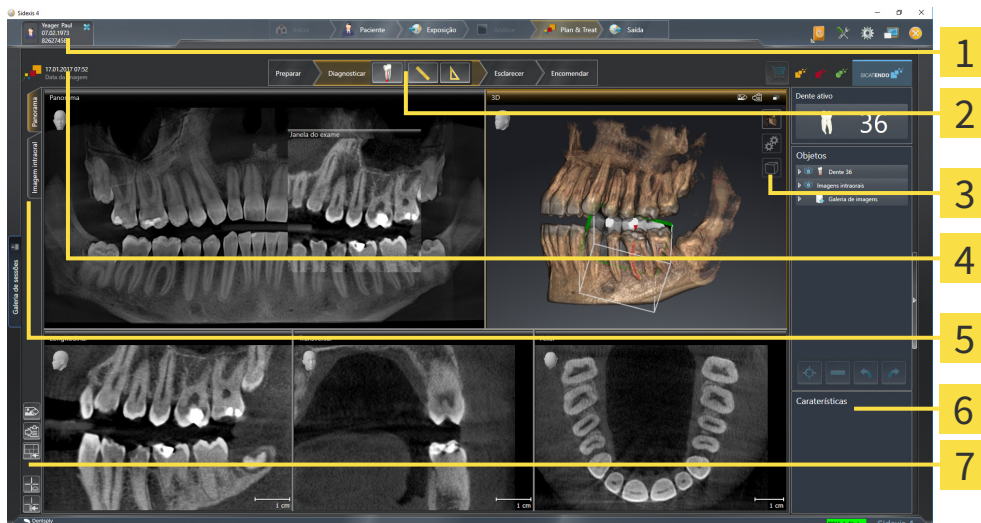 Sidexis 4
Yeager Paul
07.02.1973
Paciente
Exposição
Plan & Treat
Saída
17.01.2017 07:52
Data da imagem
Preparar
Diagnosticar
Esclarecer
Encomendar
SICATENDO
Panorama
Imagem intraoral
Galeria de sessões
Panorama
Janela do exame
3D
Dente ativo
36
Objetos
Dente 36
Imagens intraorais
Galeria de imagens
Caraterísticas
1 cm
1 cm
1 cm
Dentsply
Sidexis 4
1
2
3
4
5
6
7